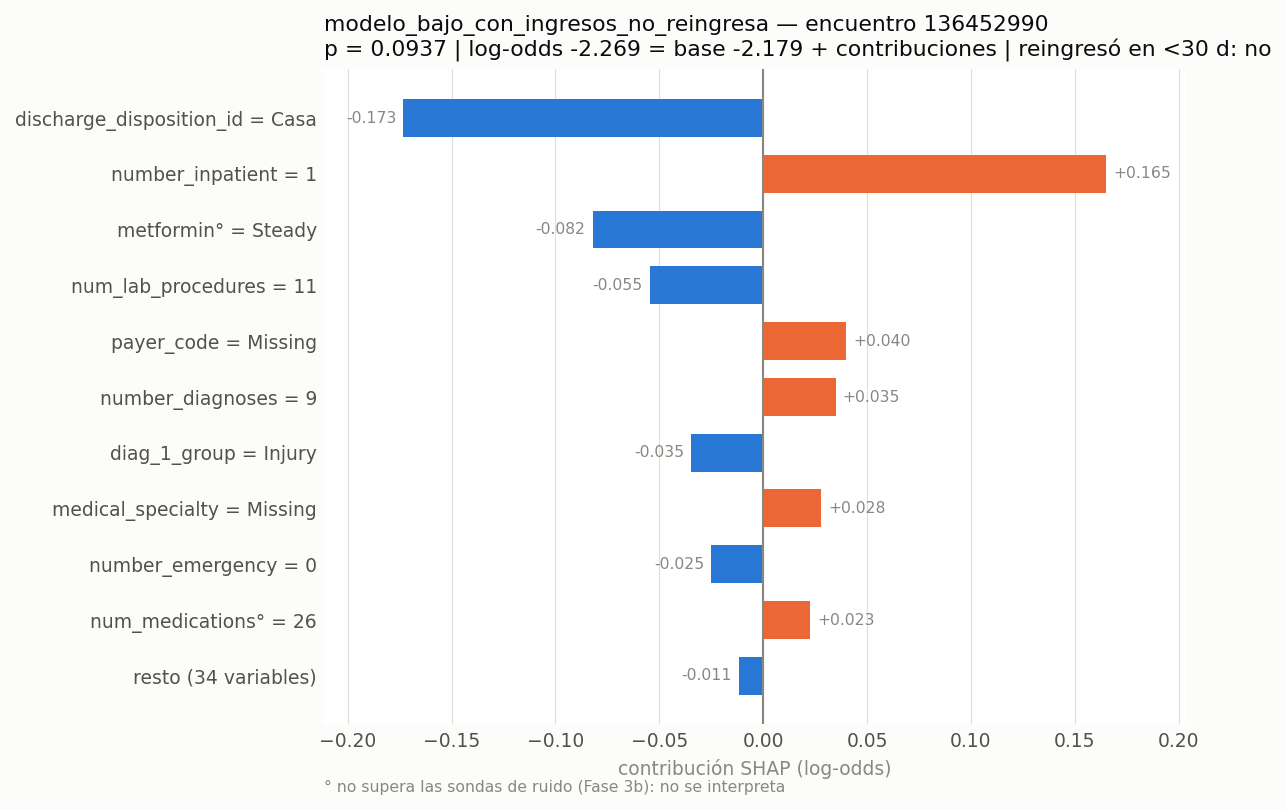 modelo_bajo_con_ingresos_no_reingresa — encuentro 136452990
p = 0.0937 | log-odds -2.269 = base -2.179 + contribuciones | reingresó en <30 d: no
discharge_disposition_id = Casa
-0.173
number_inpatient = 1
+0.165
metformin° = Steady
-0.082
num_lab_procedures = 11
-0.055
payer_code = Missing
+0.040
number_diagnoses = 9
+0.035
diag_1_group = Injury
-0.035
medical_specialty = Missing
+0.028
number_emergency = 0
-0.025
num_medications° = 26
+0.023
resto (34 variables)
-0.011
−0.20 −0.15 −0.10 −0.05 0.00 0.05 0.10 0.15 0.20
contribución SHAP (log-odds)
° no supera las sondas de ruido (Fase 3b): no se interpreta